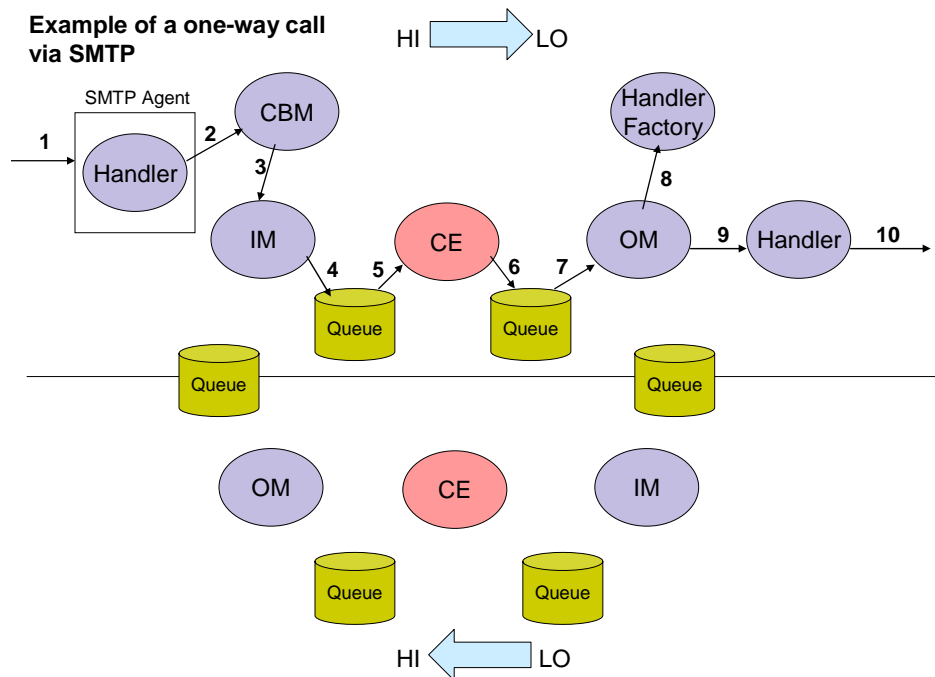 Example of a one-way call
via SMTP
HI LO
SMTP Agent
1
Handler
2
CBM
3
IM
4
Queue
5
CE
6
Queue
7
OM
8
Handler
Factory
9
Handler
10
Queue
Queue
OM
CE
IM
Queue
Queue
HI LO